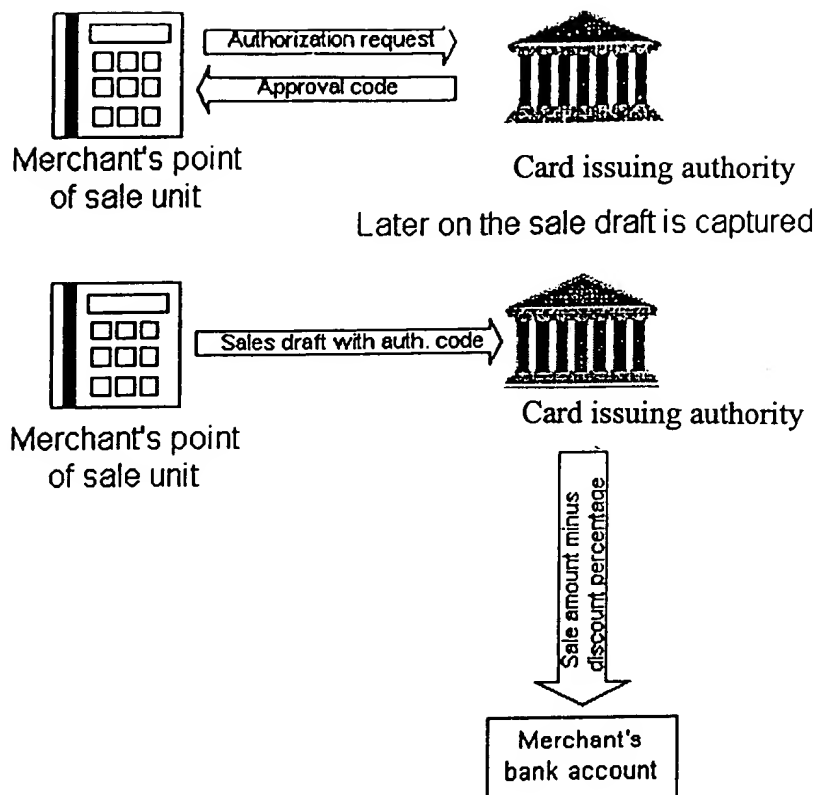 Authorization request
Approval code
Merchant's point
of sale unit
Card issuing authority
Later on the sale draft is captured
Sales draft with auth. code
Card issuing authority
Merchant's point
of sale unit
Sale amount minus
discount percentage
Merchant's
bank account